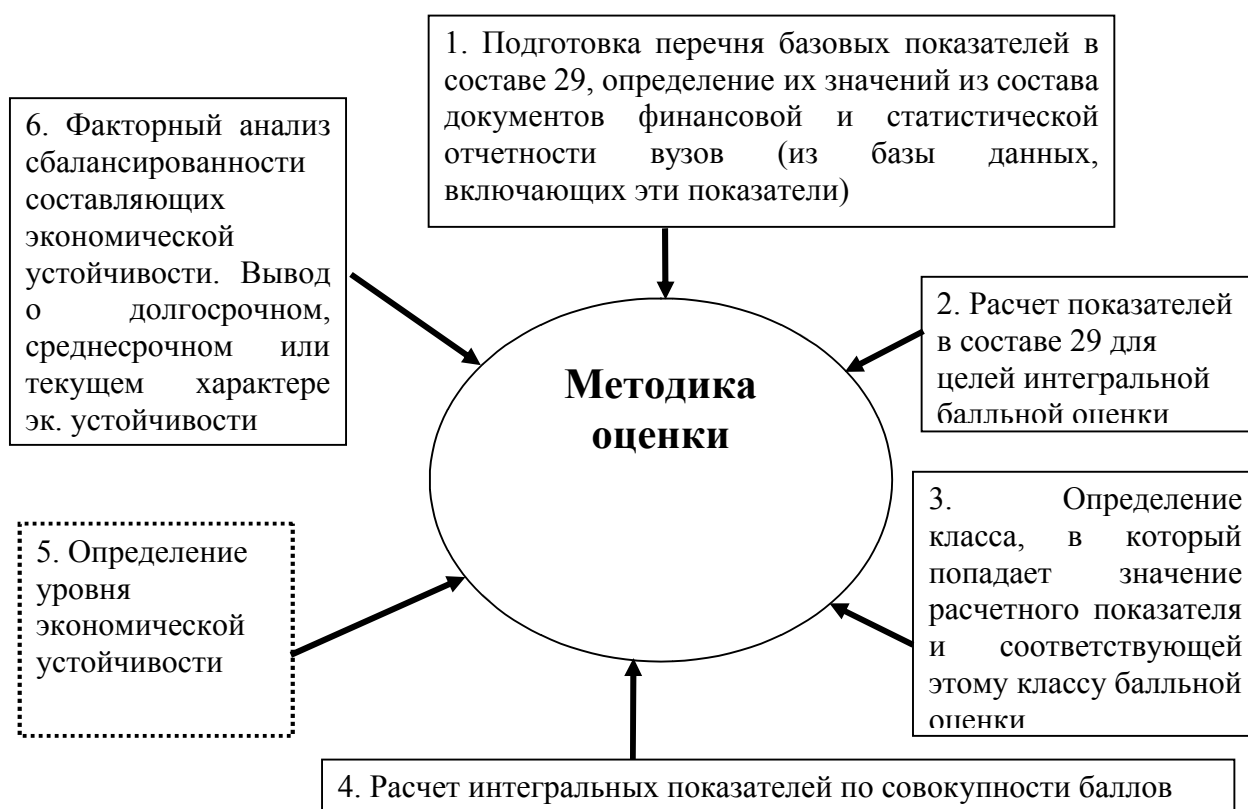 1. Подготовка перечня базовых показателей в
составе 29, определение их значений из состава
документов финансовой и статистической
отчетности вузов (из базы данных,
включающих эти показатели)
6. Факторный анализ
сбалансированности
составляющих
экономической
устойчивости. Вывод
о долгосрочном,
среднесрочном или
текущем характере
эк. устойчивости
2. Расчет показателей
в составе 29 для
целей интегральной
балльной оценки
Методика
оценки
3. Определение
класса, в который
попадает значение
расчетного показателя
и соответствующей
этому классу балльной
оценки
5. Определение
уровня
экономической
устойчивости
4. Расчет интегральных показателей по совокупности баллов